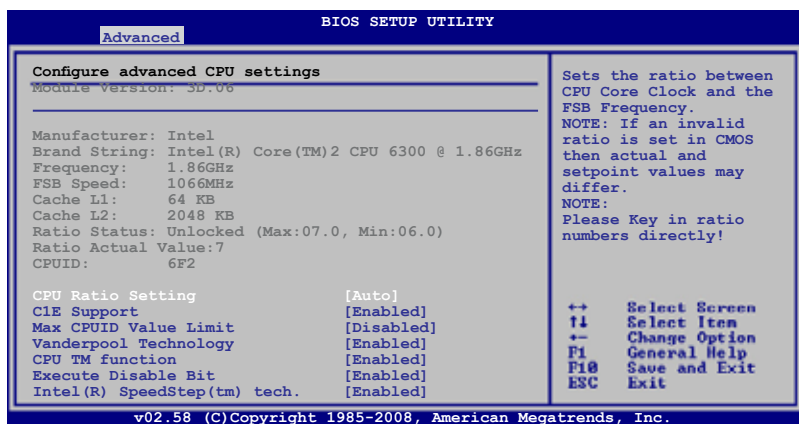 BIOS SETUP UTILITY
Advanced
Configure advanced CPU settings
Module Version: 3D.06
Manufacturer: Intel
Brand String: Intel(R) Core(TM)2 CPU 6300 @ 1.86GHz
Frequency: 1.86GHz
FSB Speed: 1066MHz
Cache L1: 64 KB
Cache L2: 2048 KB
Ratio Status: Unlocked (Max:07.0, Min:06.0)
Ratio Actual Value:7
CPUID: 6F2
CPU Ratio Setting [Auto]
C1E Support [Enabled]
Max CPUID Value Limit [Disabled]
Vanderpool Technology [Enabled]
CPU TM function [Enabled]
Execute Disable Bit [Enabled]
Intel(R) SpeedStep(tm) tech. [Enabled]
Sets the ratio between
CPU Core Clock and the
FSB Frequency.
NOTE: If an invalid
ratio is set in CMOS
then actual and
setpoint values may
differ.
NOTE:
Please Key in ratio
numbers directly!
↔ Select Screen
↑↓ Select Item
+- Change Option
F1 General Help
F10 Save and Exit
ESC Exit
v02.58 (C)Copyright 1985-2008, American Megatrends, Inc.